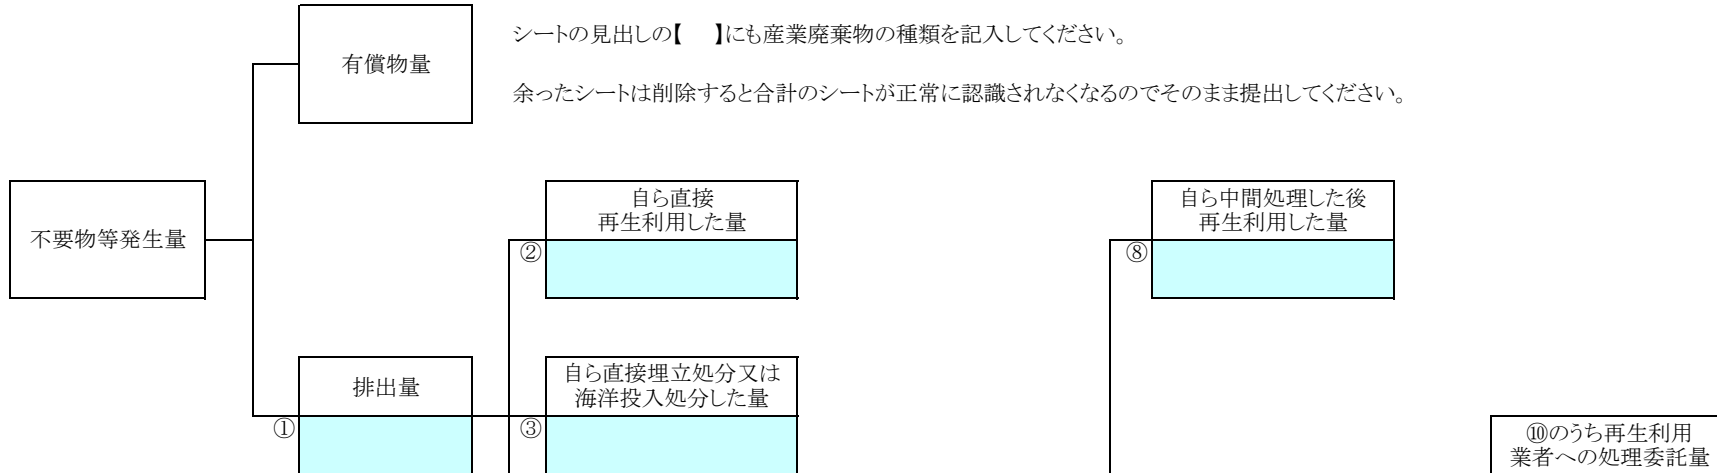 シートの見出しの【　】にも産業廃棄物の種類を記入してください。
有償物量
余ったシートは削除すると合計のシートが正常に認識されなくなるのでそのまま提出してください。
不要物等発生量
自ら直接
再生利用した量
②
自ら中間処理した後
再生利用した量
⑧
排出量
①
自ら直接埋立処分又は
海洋投入処分した量
③
⑩のうち再生利用
業者への処理委託量